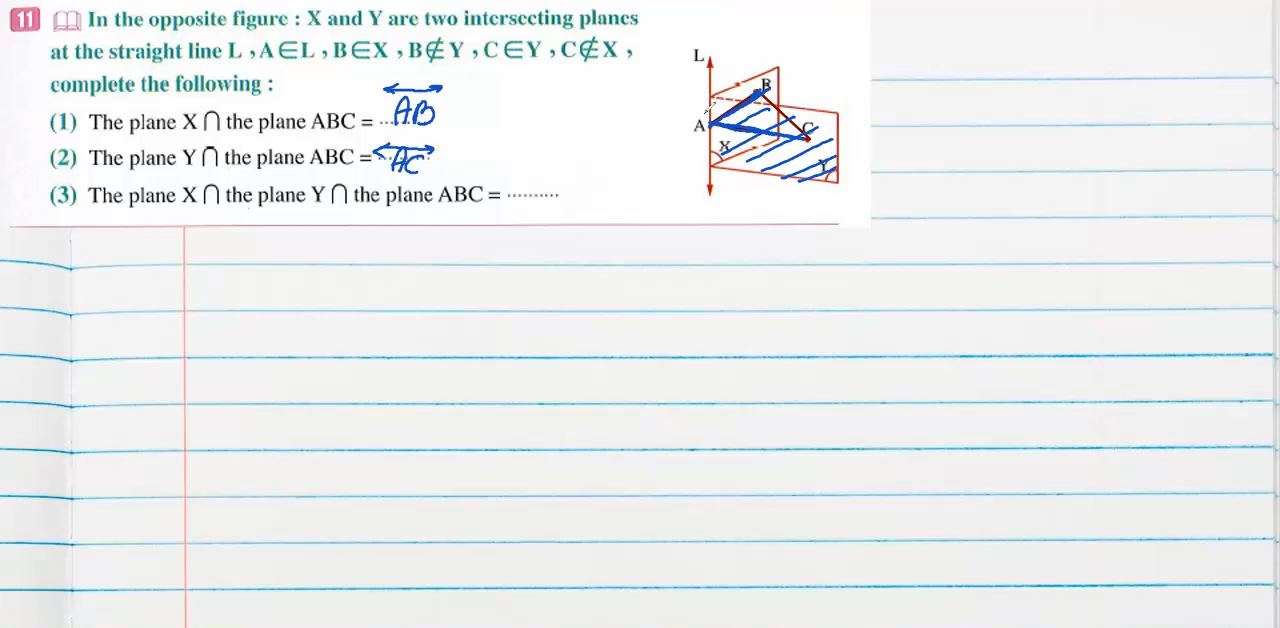 11 In the opposite figure : X and Y are two intersecting planes
at the straight line L , A ∈ L , B ∈ X , B ∉ Y , C ∈ Y , C ∉ X ,
complete the following :
(1) The plane X ∩ the plane ABC = ... AB
(2) The plane Y ∩ the plane ABC = ... AC
(3) The plane X ∩ the plane Y ∩ the plane ABC = ..........
L
B
A
C
X
Y